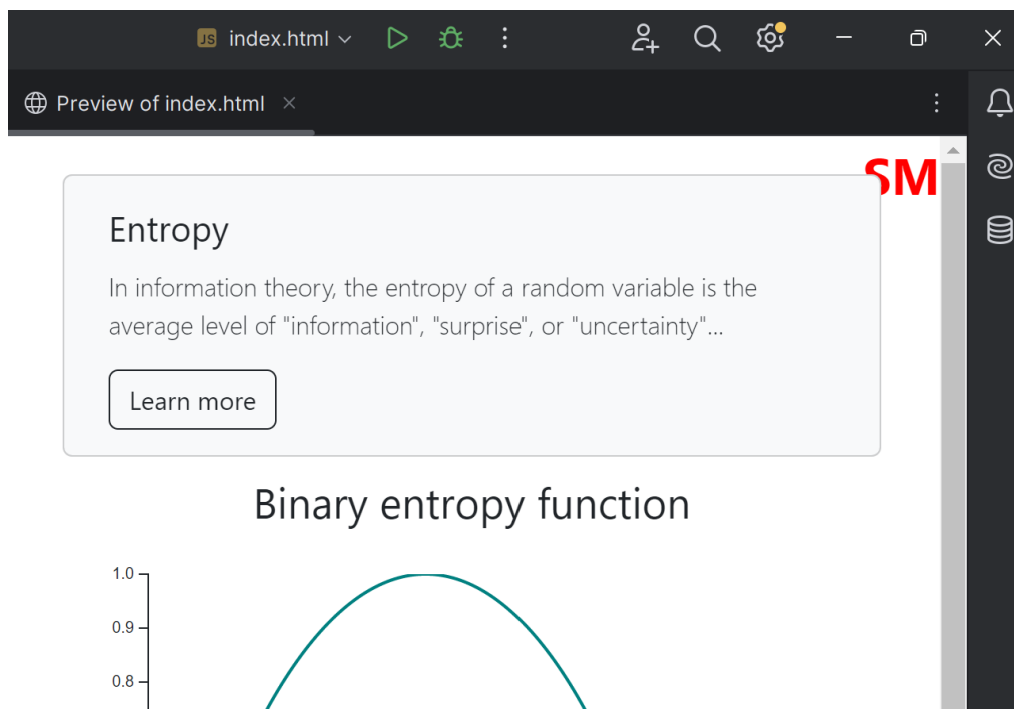 JS index.html
Preview of index.html
SM
Entropy
In information theory, the entropy of a random variable is the
average level of "information", "surprise", or "uncertainty"...
Learn more
Binary entropy function
1.0
0.9
0.8